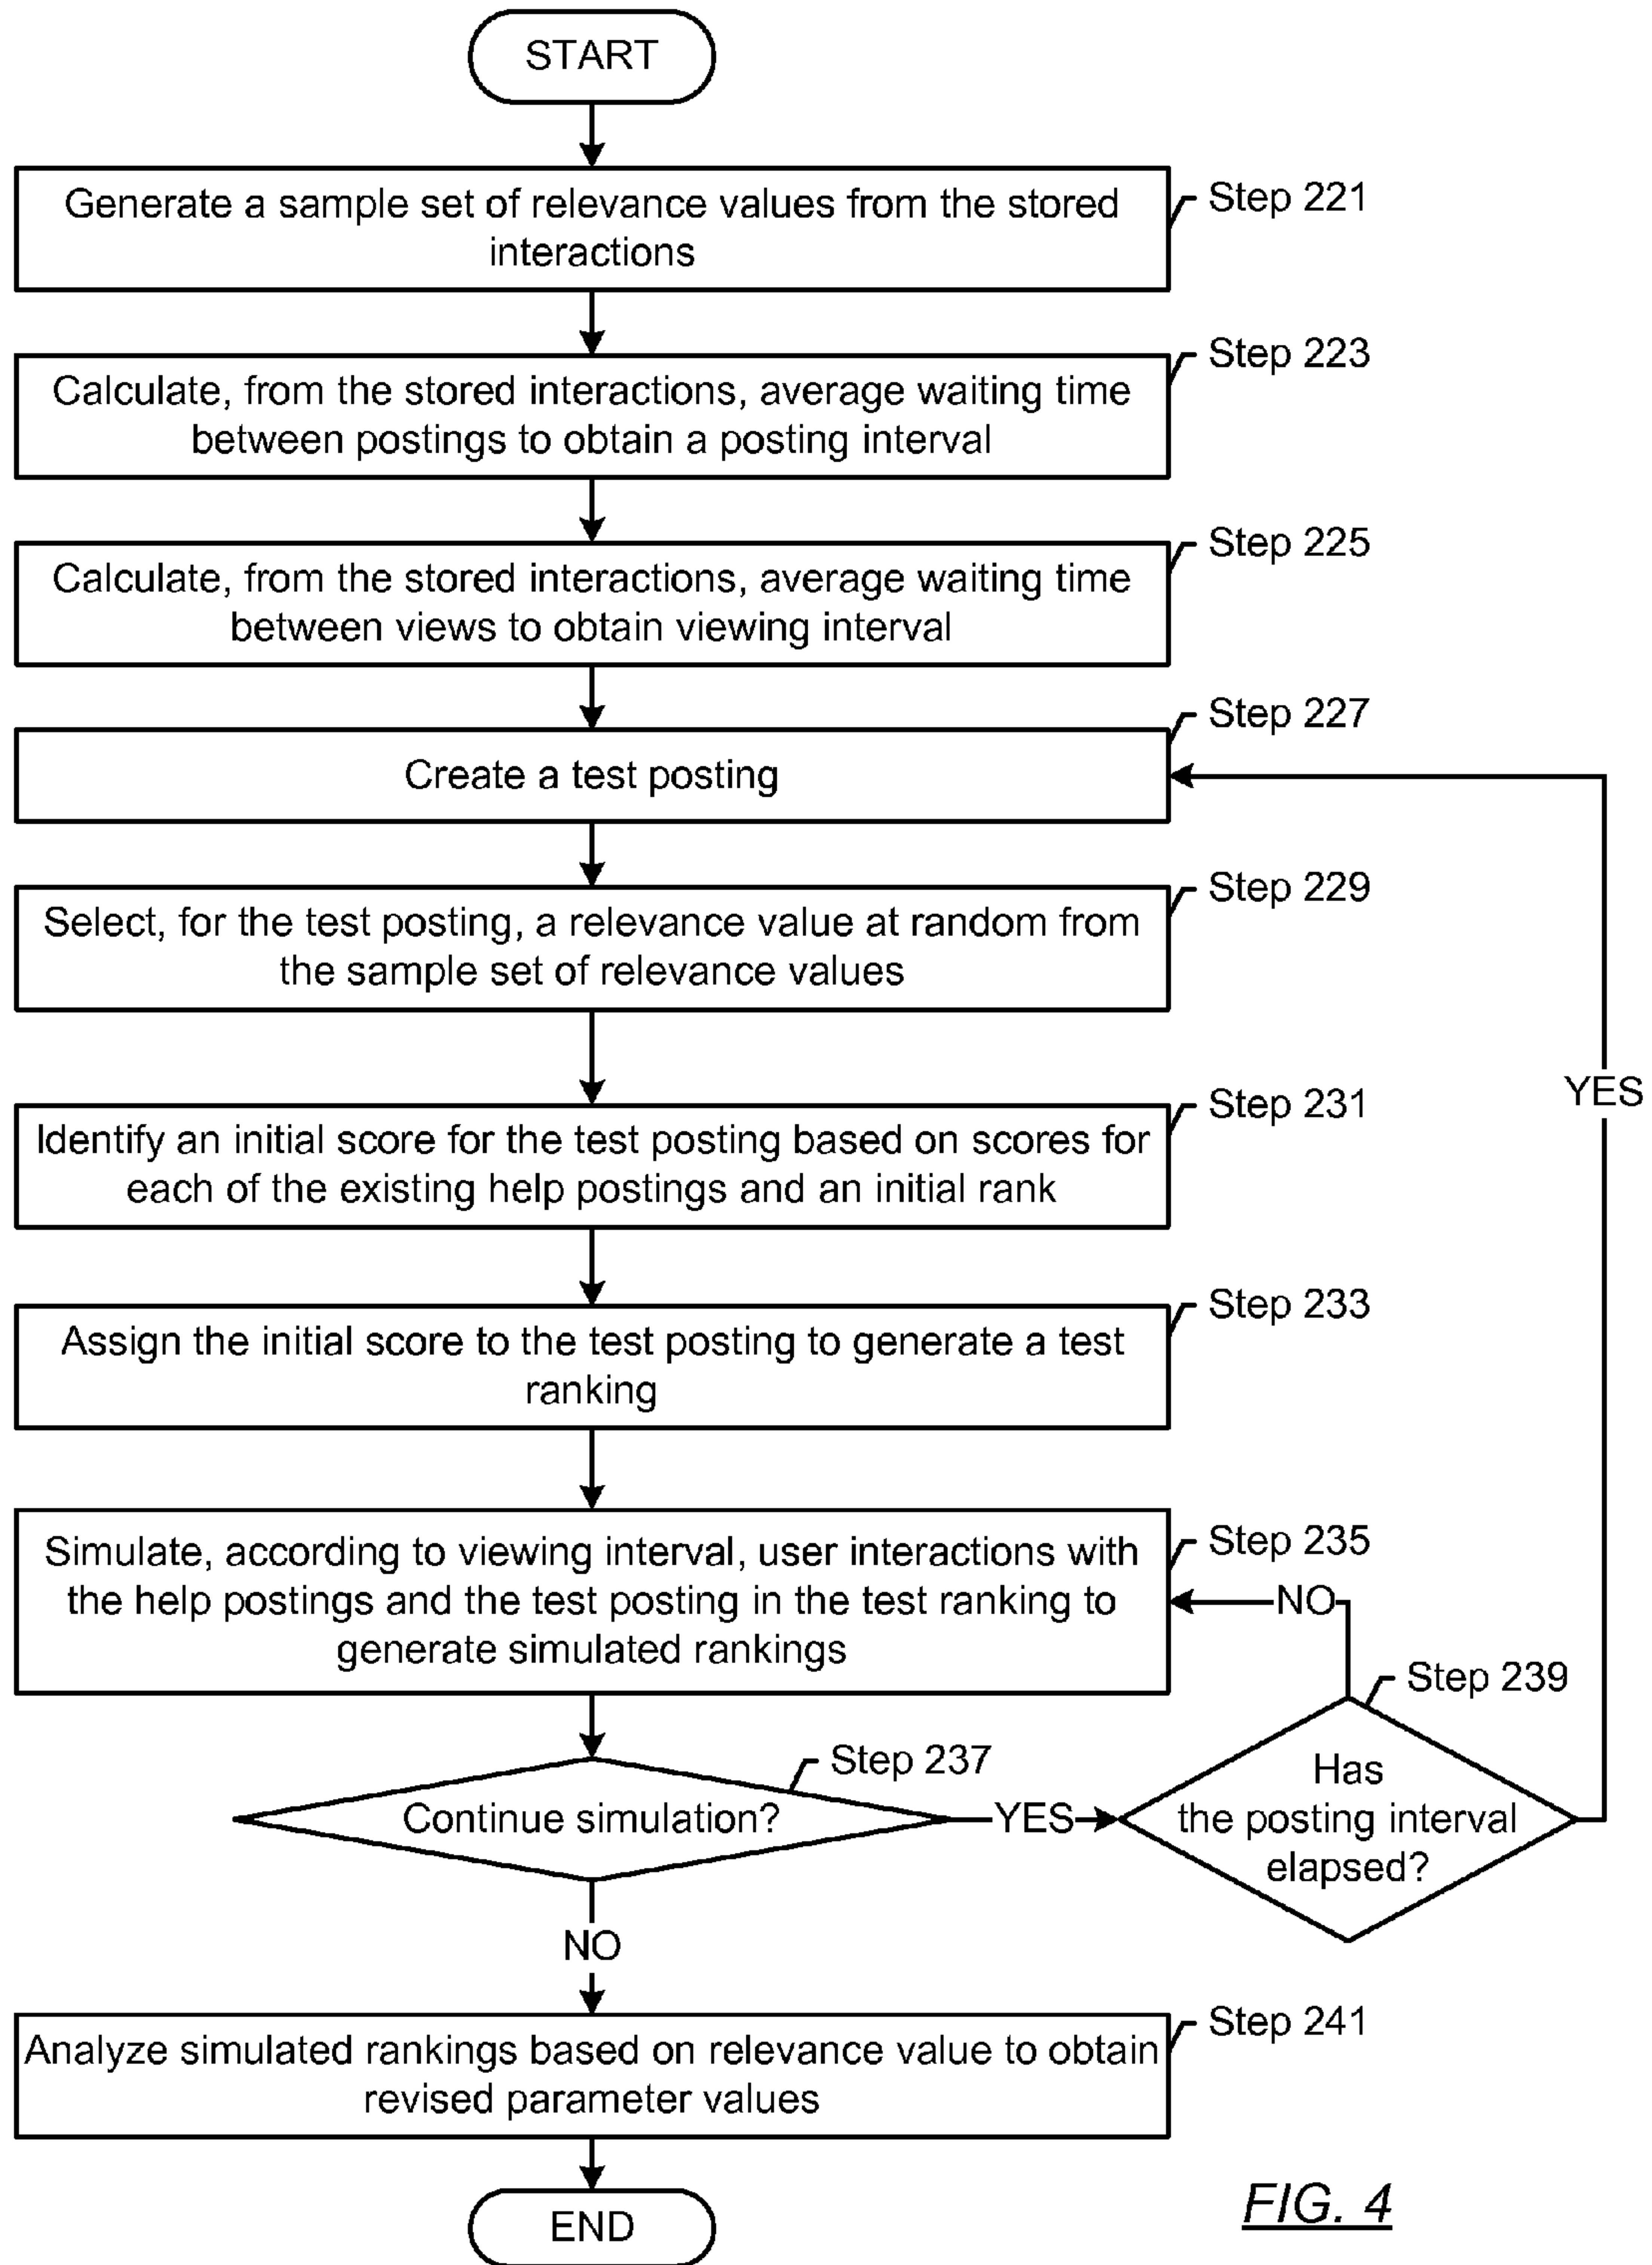 START
Generate a sample set of relevance values from the stored
interactions
Step 221
Calculate, from the stored interactions, average waiting time
between postings to obtain a posting interval
Step 223
Calculate, from the stored interactions, average waiting time
between views to obtain viewing interval
Step 225
Create a test posting
Step 227
Select, for the test posting, a relevance value at random from
the sample set of relevance values
Step 229
YES
Identify an initial score for the test posting based on scores for
each of the existing help postings and an initial rank
Step 231
Assign the initial score to the test posting to generate a test
ranking
Step 233
Simulate, according to viewing interval, user interactions with
the help postings and the test posting in the test ranking to
generate simulated rankings
Step 235
NO
Step 239
Step 237
Continue simulation?
YES
Has
the posting interval
elapsed?
NO
Analyze simulated rankings based on relevance value to obtain
revised parameter values
Step 241
END
FIG. 4